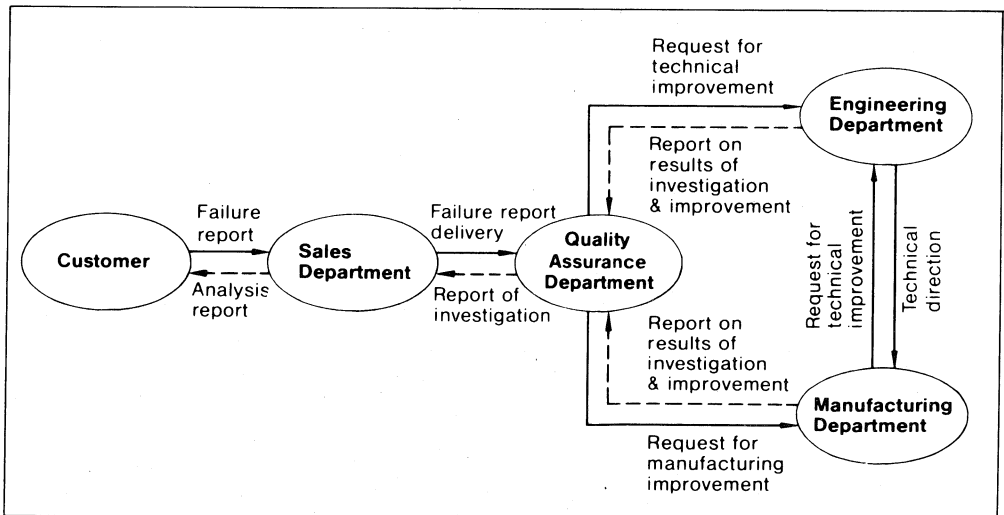 Request for
technical
improvement
Engineering
Department
Report on
results of
investigation
& improvement
Failure
report
Failure report
delivery
Customer
Sales
Department
Quality
Assurance
Department
Analysis
report
Report of
investigation
Request for
technical
improvement
Technical
direction
Report on
results of
investigation
& improvement
Manufacturing
Department
Request for
manufacturing
improvement